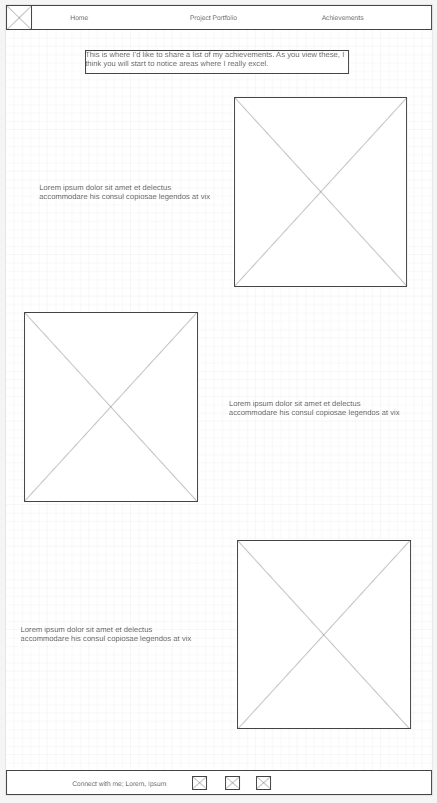 Home Project Portfolio Achievements
This is where I'd like to share a list of my achievements. As you view these, I
think you will start to notice areas where I really excel.
Lorem ipsum dolor sit amet et delectus
accommodare his consul copiosae legendos at vix
Lorem ipsum dolor sit amet et delectus
accommodare his consul copiosae legendos at vix
Lorem ipsum dolor sit amet et delectus
accommodare his consul copiosae legendos at vix
Connect with me; Lorem, Ipsum